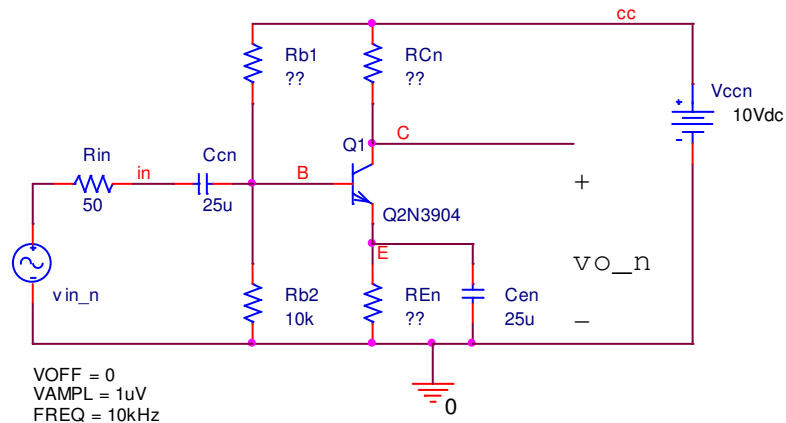 cc
Rb1
??
RCn
??
Vccn
+
10Vdc
-
C
Q1
Rin
in
Ccn
B
50
25u
Q2N3904
+
E
vo_n
+
-
vin_n
Rb2
10k
REn
??
Cen
25u
–
VOFF = 0
VAMPL = 1uV
FREQ = 10kHz
0